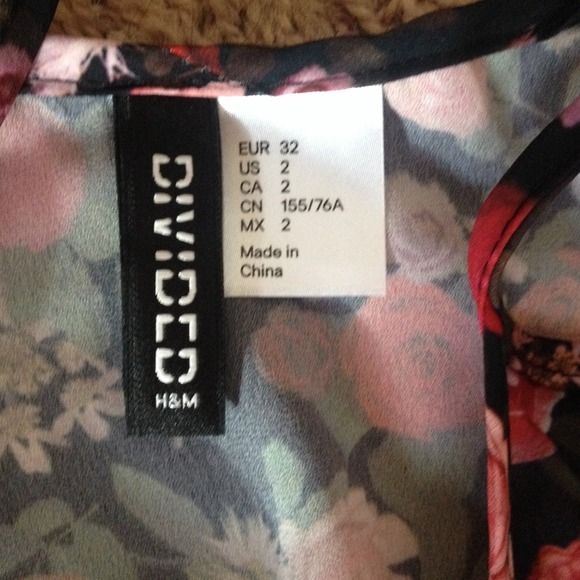 DIVIDED
H&M
EUR 32
US 2
CA 2
CN 155/76A
MX 2
Made in
China